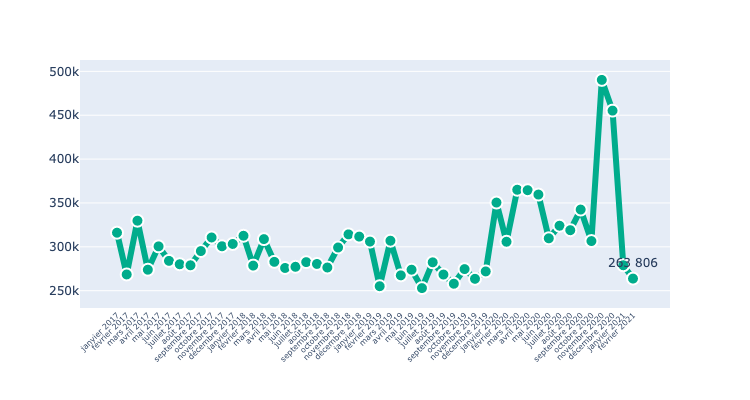 500k
450k
400k
350k
300k
250k
263 806
janvier 2017
février 2017
mars 2017
avril 2017
mai 2017
juin 2017
juillet 2017
août 2017
septembre 2017
octobre 2017
novembre 2017
décembre 2017
janvier 2018
février 2018
mars 2018
avril 2018
mai 2018
juin 2018
juillet 2018
août 2018
septembre 2018
octobre 2018
novembre 2018
décembre 2018
janvier 2019
février 2019
mars 2019
avril 2019
mai 2019
juin 2019
juillet 2019
août 2019
septembre 2019
octobre 2019
novembre 2019
décembre 2019
janvier 2020
février 2020
mars 2020
avril 2020
mai 2020
juin 2020
juillet 2020
août 2020
septembre 2020
octobre 2020
novembre 2020
décembre 2020
janvier 2021
février 2021